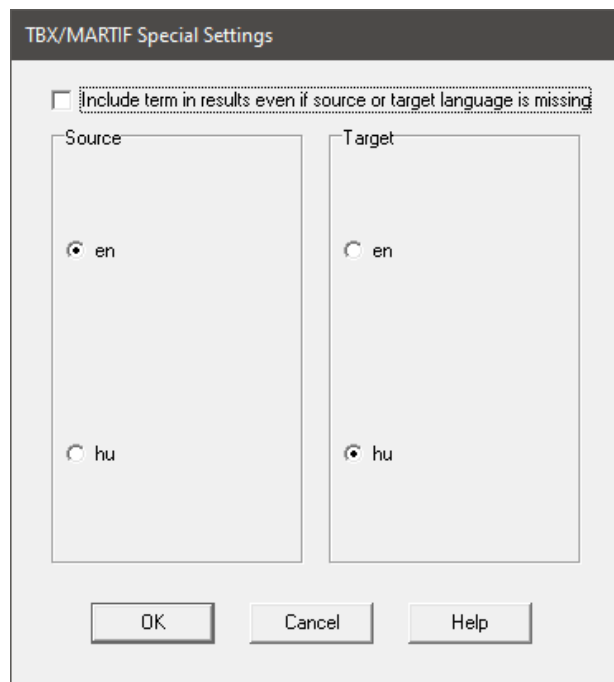 TBX/MARTIF Special Settings
Include term in results even if source or target language is missing
Source
Target
en
en
hu
hu
OK
Cancel
Help